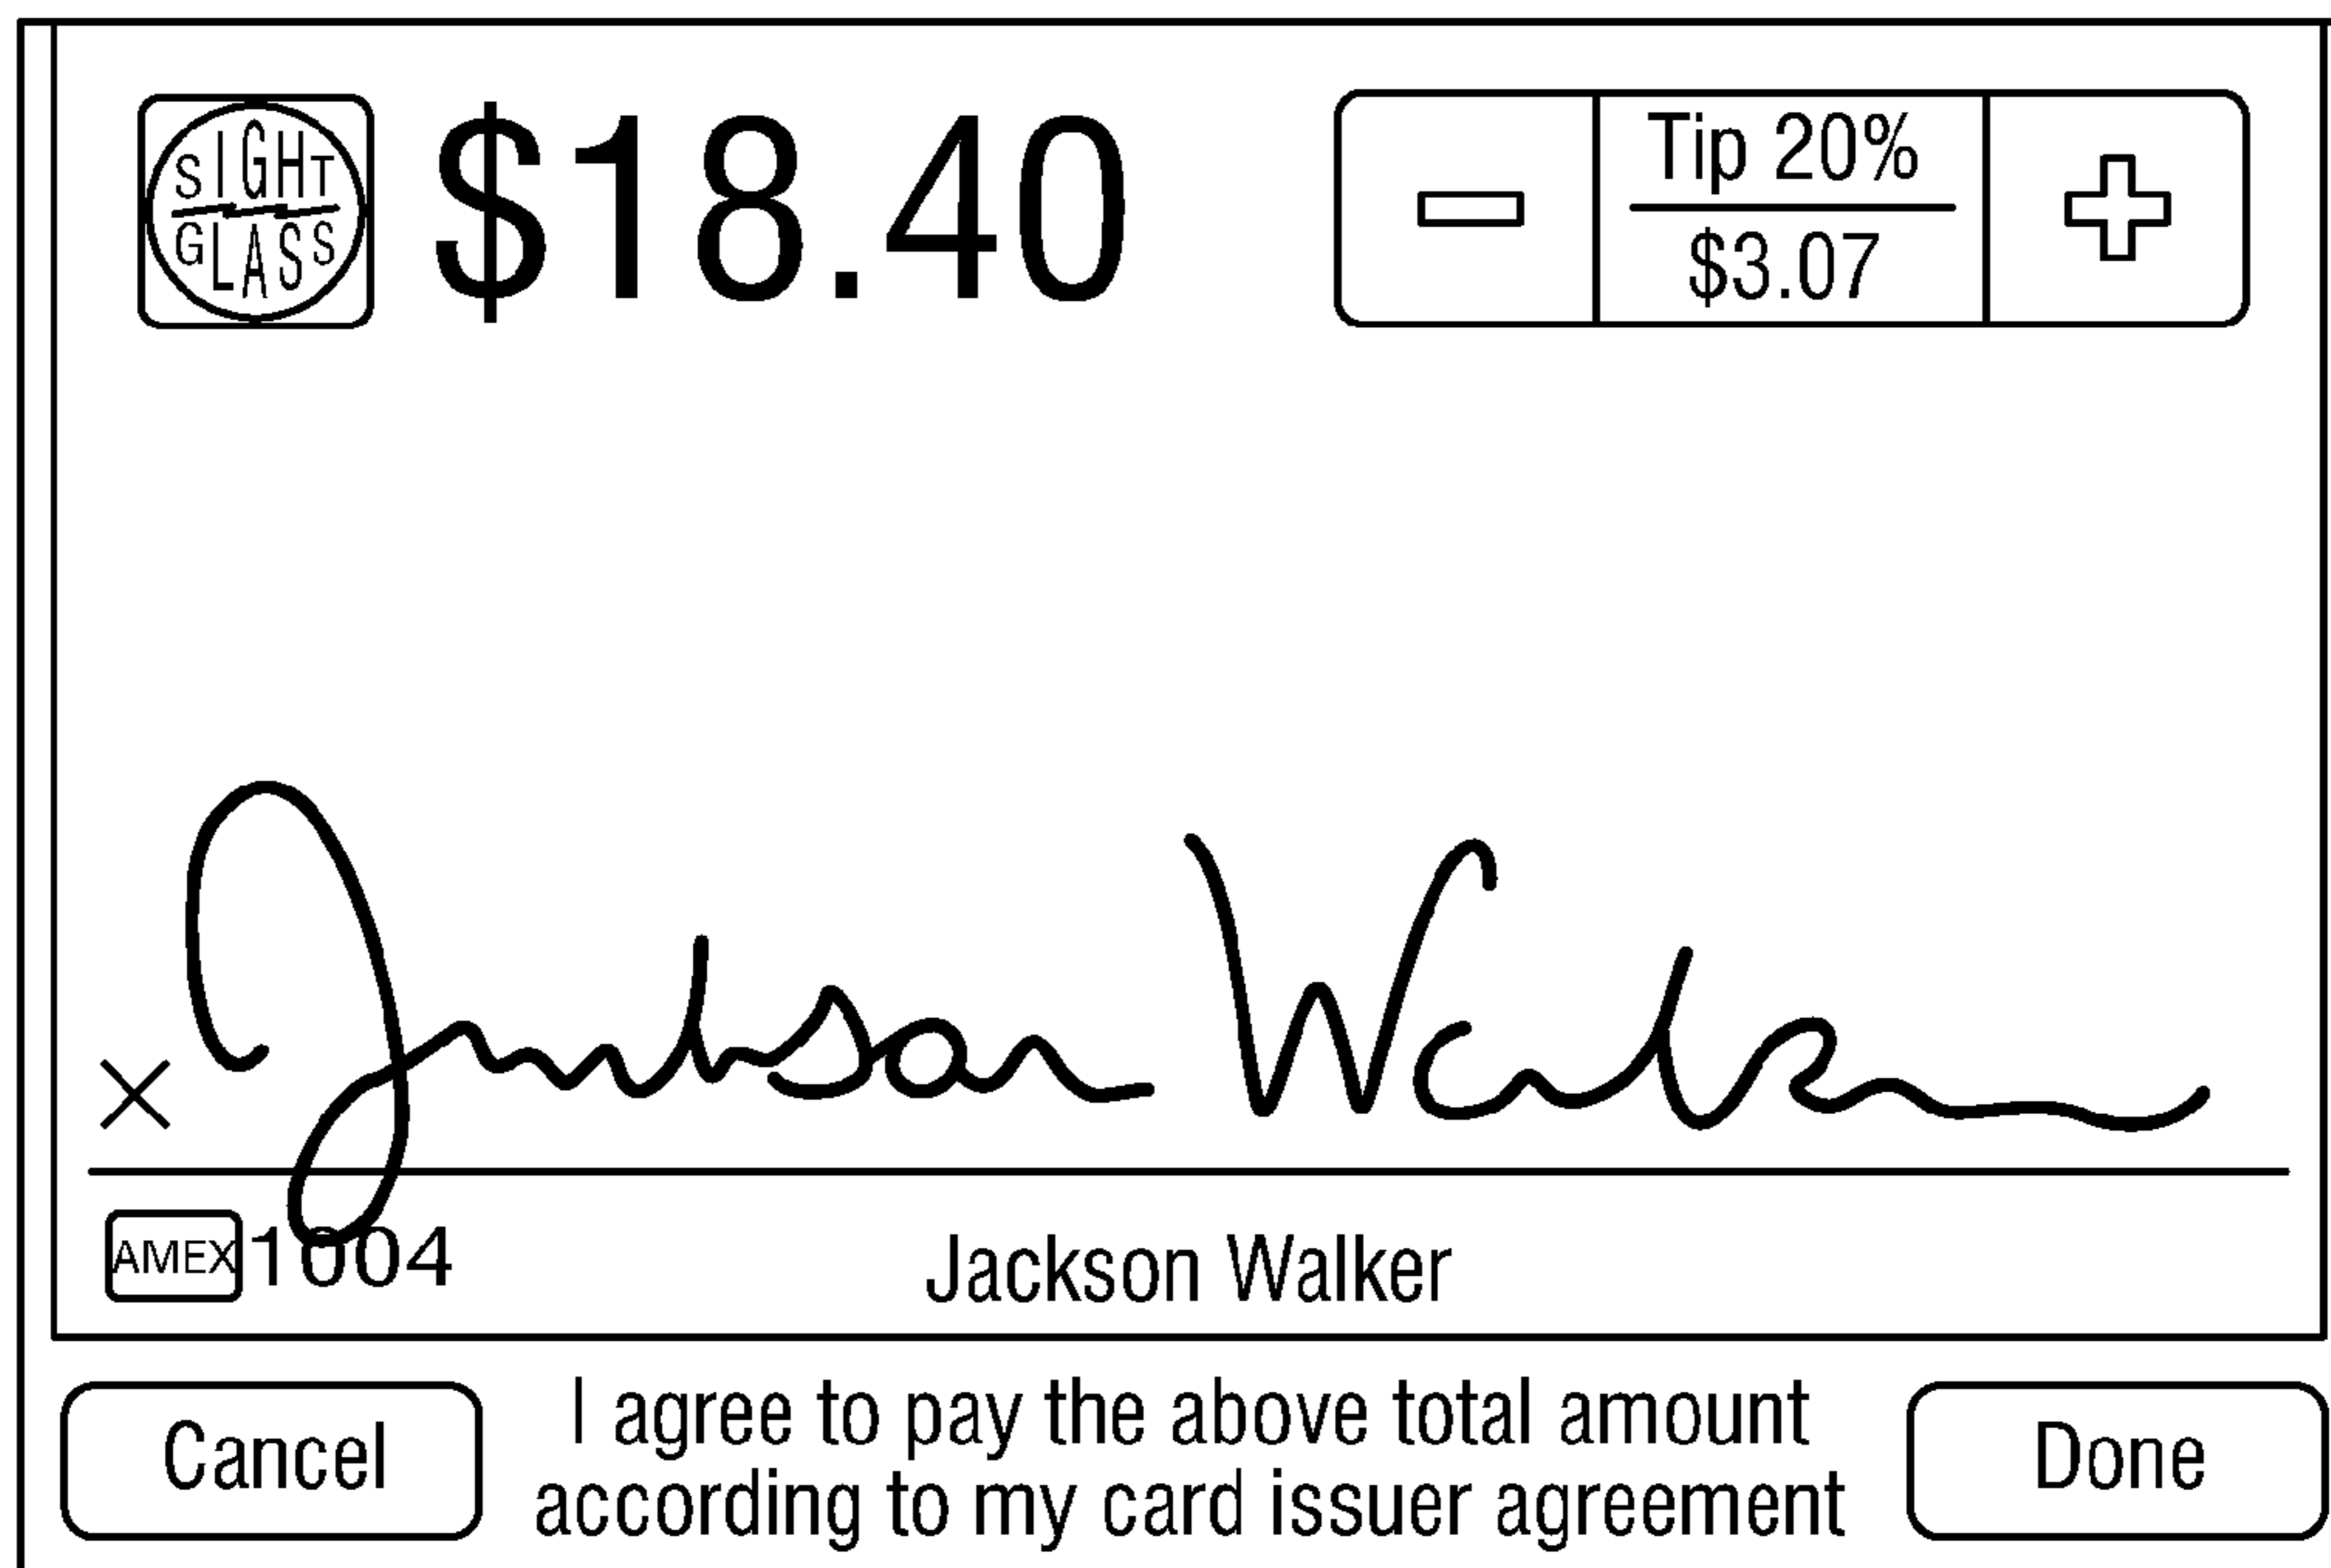 SIGHT
GLASS
$18.40
Tip 20%
$3.07
Jackson Walker
AMEX 1004
Jackson Walker
Cancel
I agree to pay the above total amount
according to my card issuer agreement
Done